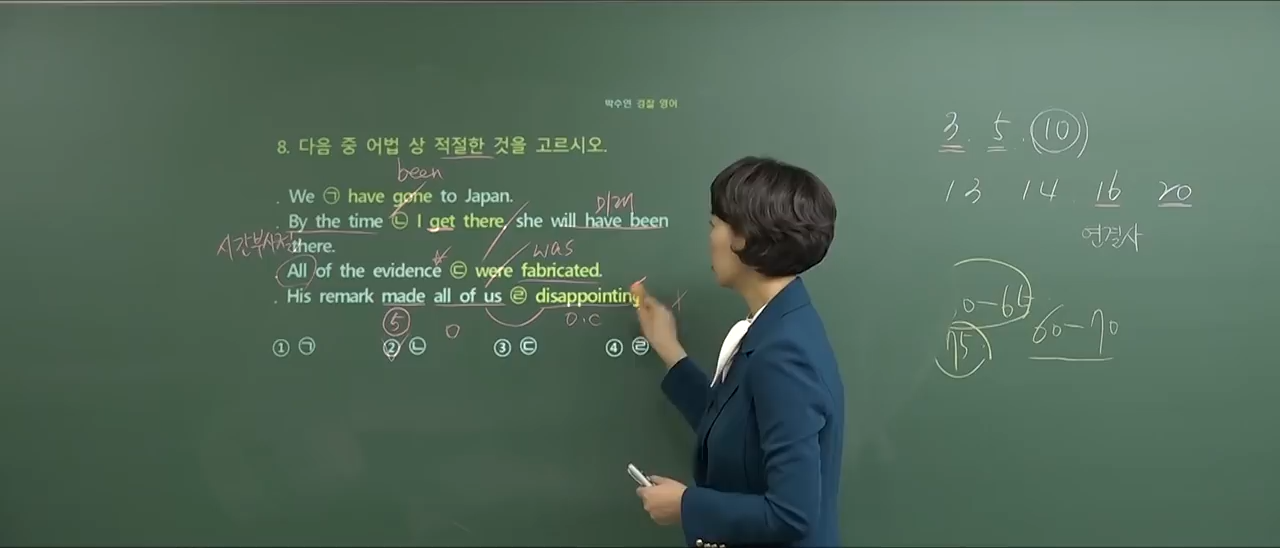 박수연 경찰 영어
8. 다음 중 어법 상 적절한 것을 고르시오.
been
. We ㉠ have gone to Japan.
미래
By the time ㉡ I get there, she will have been
시간부사절 there.
was
All of the evidence ㉢ were fabricated.
. His remark made all of us ㉣ disappointing
⑤ O O.C X
① ㉠ ② ㉡ ③ ㉢ ④ ㉣
3. 5. 10)
13 14 16 20
연결사
60-70
75